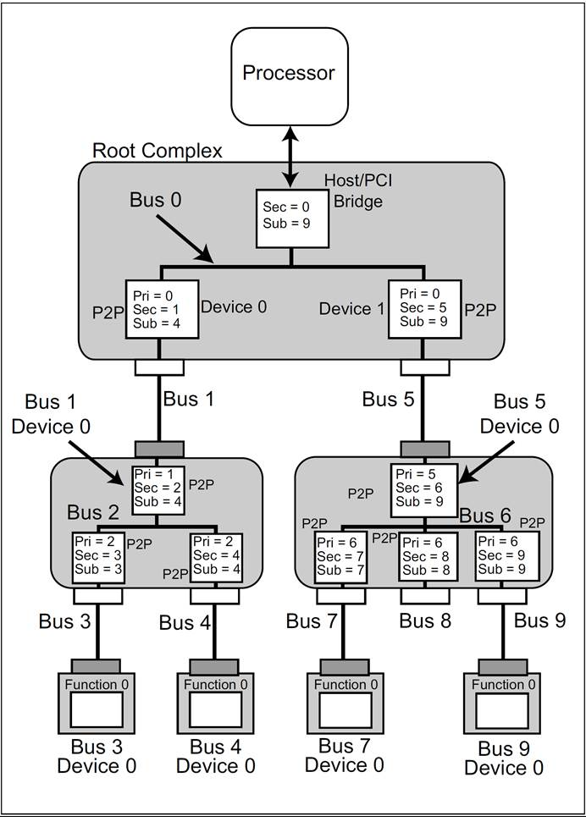 Processor
Root Complex
Host/PCI
Bridge
Bus 0
Sec = 0
Sub = 9
P2P
Pri = 0
Sec = 1
Sub = 4
Device 0
Device 1
Pri = 0
Sec = 5
Sub = 9
P2P
Bus 1
Bus 5
Bus 1
Device 0
Bus 5
Device 0
Pri = 1
Sec = 2
Sub = 4
P2P
P2P
Pri = 5
Sec = 6
Sub = 9
Bus 2
Bus 6
Pri = 2
Sec = 3
Sub = 3
P2P
P2P
Pri = 2
Sec = 4
Sub = 4
P2P
Pri = 6
Sec = 7
Sub = 7
P2P
Pri = 6
Sec = 8
Sub = 8
P2P
Pri = 6
Sec = 9
Sub = 9
Bus 3
Bus 4
Bus 7
Bus 8
Bus 9
Function 0
Function 0
Function 0
Function 0
Bus 3
Device 0
Bus 4
Device 0
Bus 7
Device 0
Bus 9
Device 0